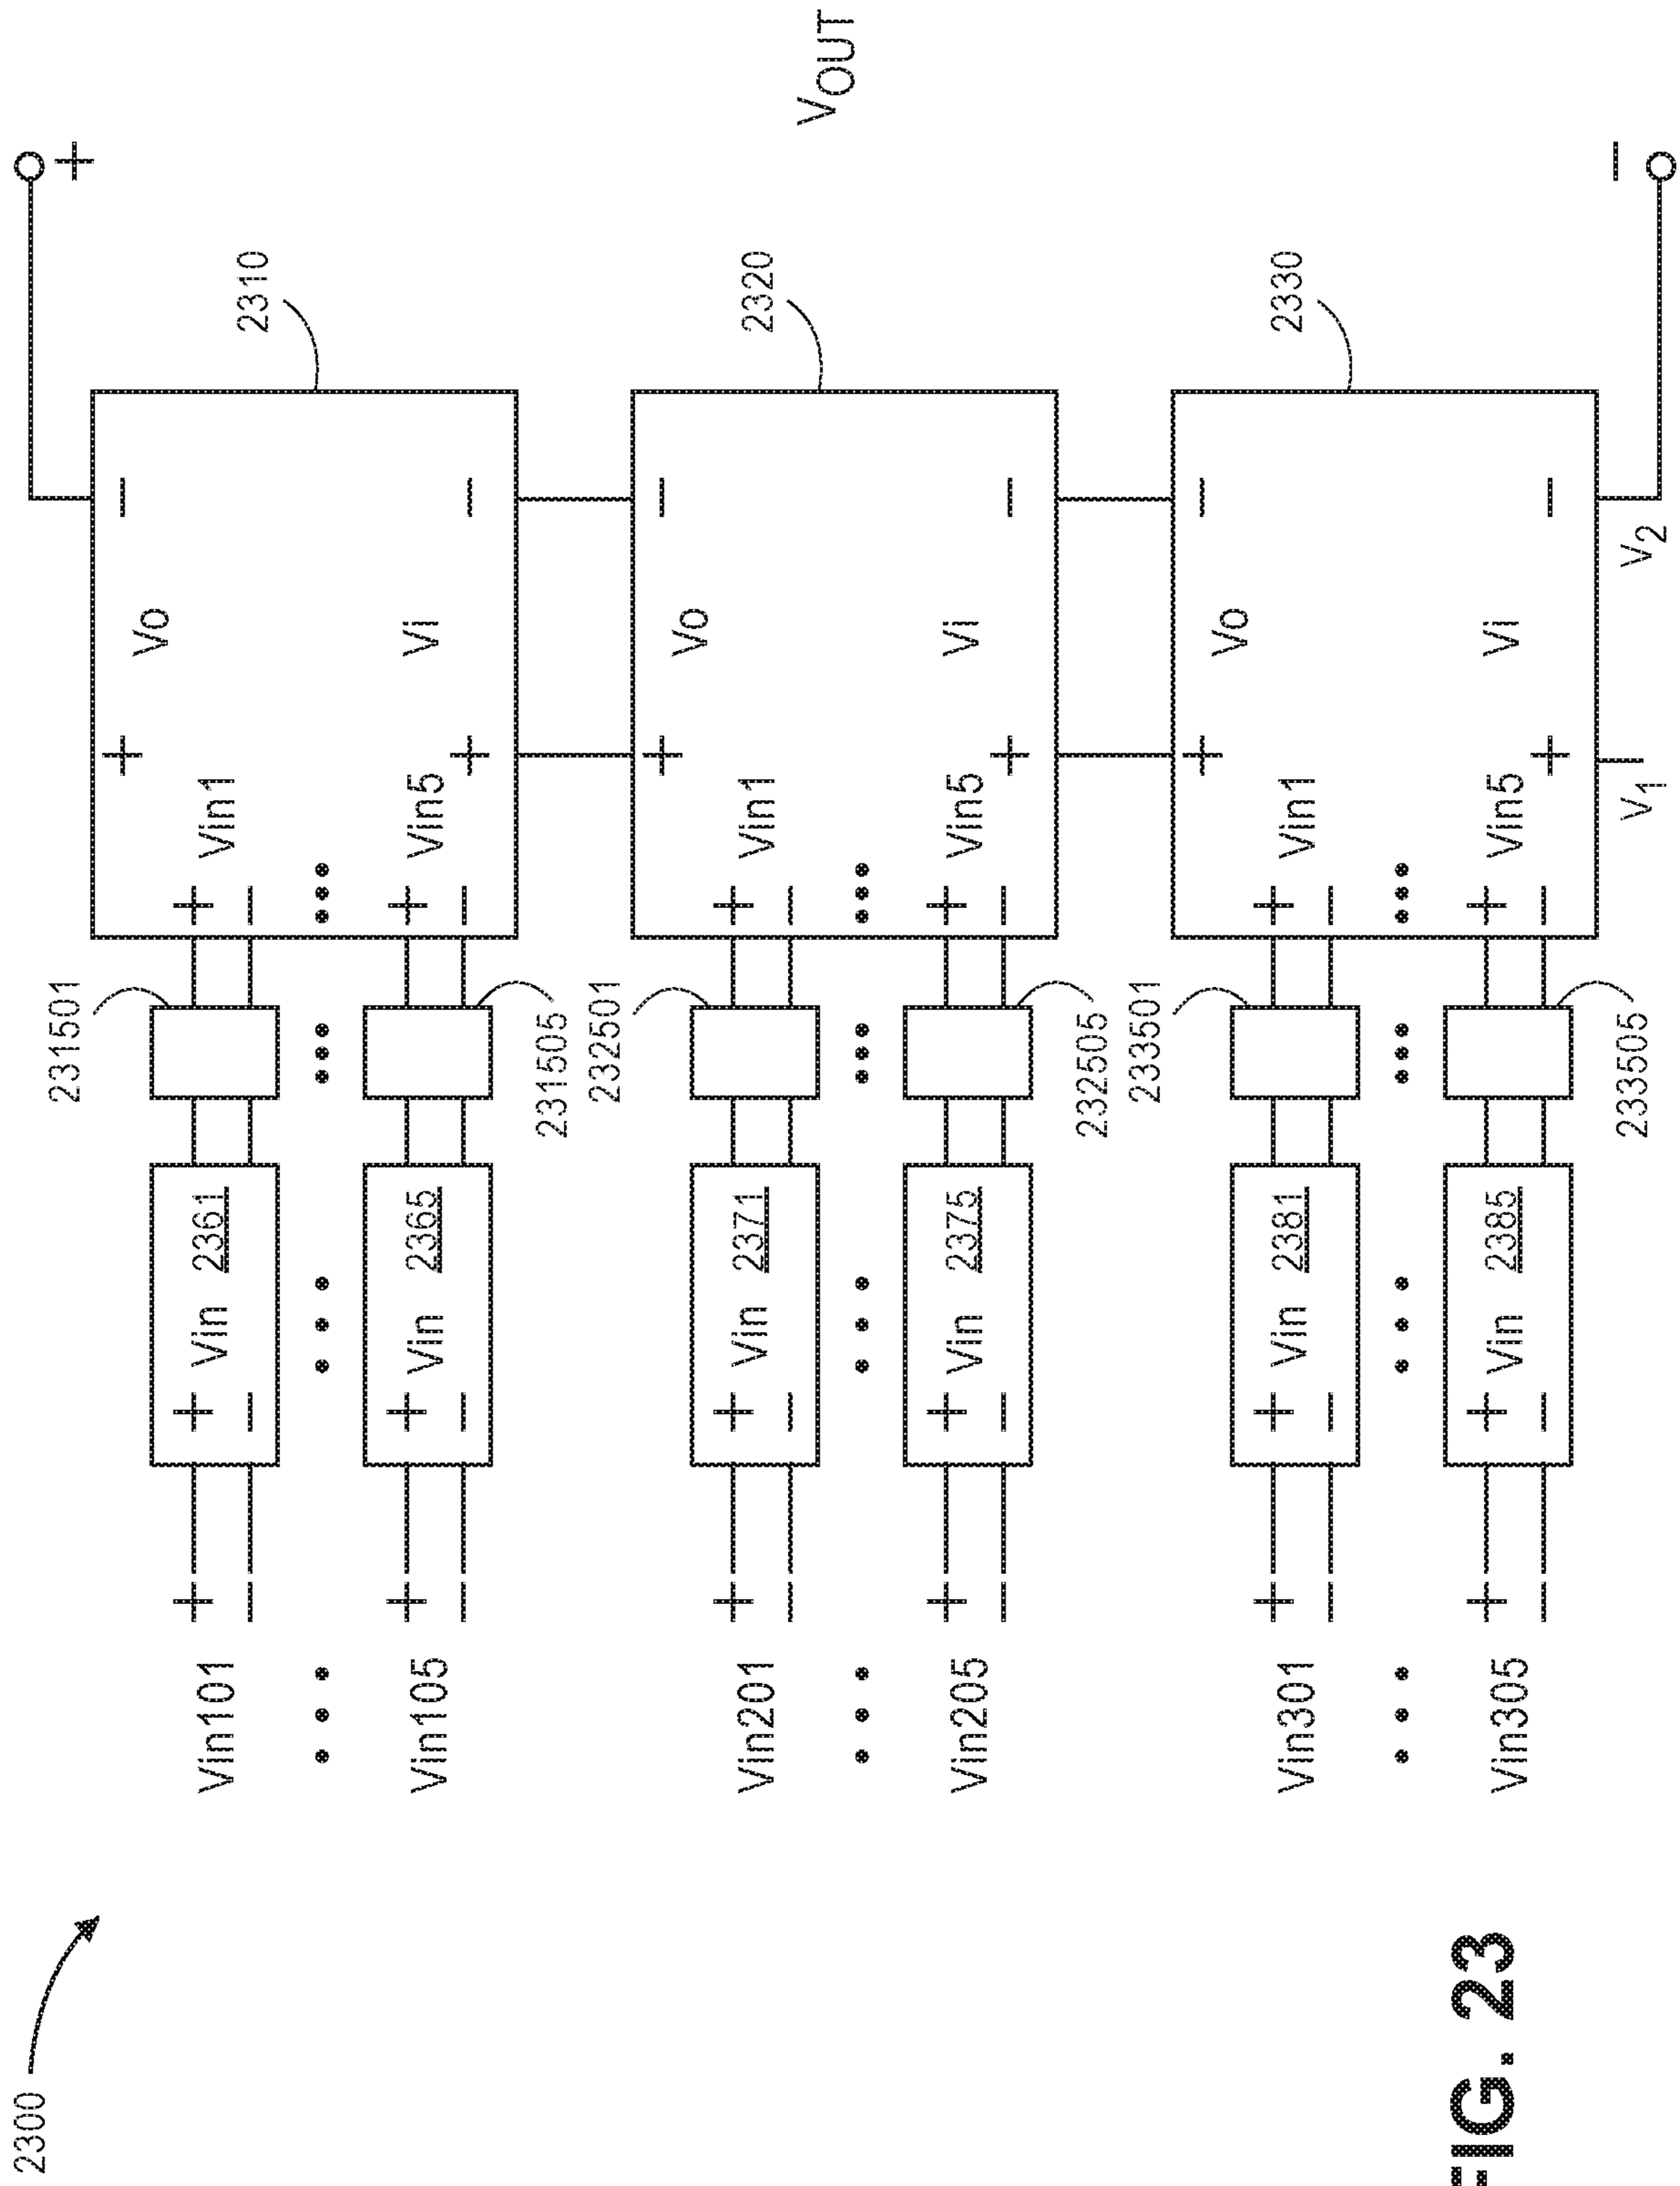 2300
Vin101
+
−
Vin 2361
+
−
231501
+
−
Vin1
+
Vo
−
2310
+
Vin105
+
−
Vin 2365
+
−
231505
+
−
Vin5
+
Vi
−
Vin201
+
−
Vin 2371
+
−
232501
+
−
Vin1
+
Vo
−
2320
VOUT
Vin205
+
−
Vin 2375
+
−
232505
+
−
Vin5
+
Vi
−
Vin301
+
−
Vin 2381
+
−
233501
+
−
Vin1
+
Vo
−
2330
Vin305
+
−
Vin 2385
+
−
233505
+
−
Vin5
+
Vi
−
−
V1
V2
FIG. 23